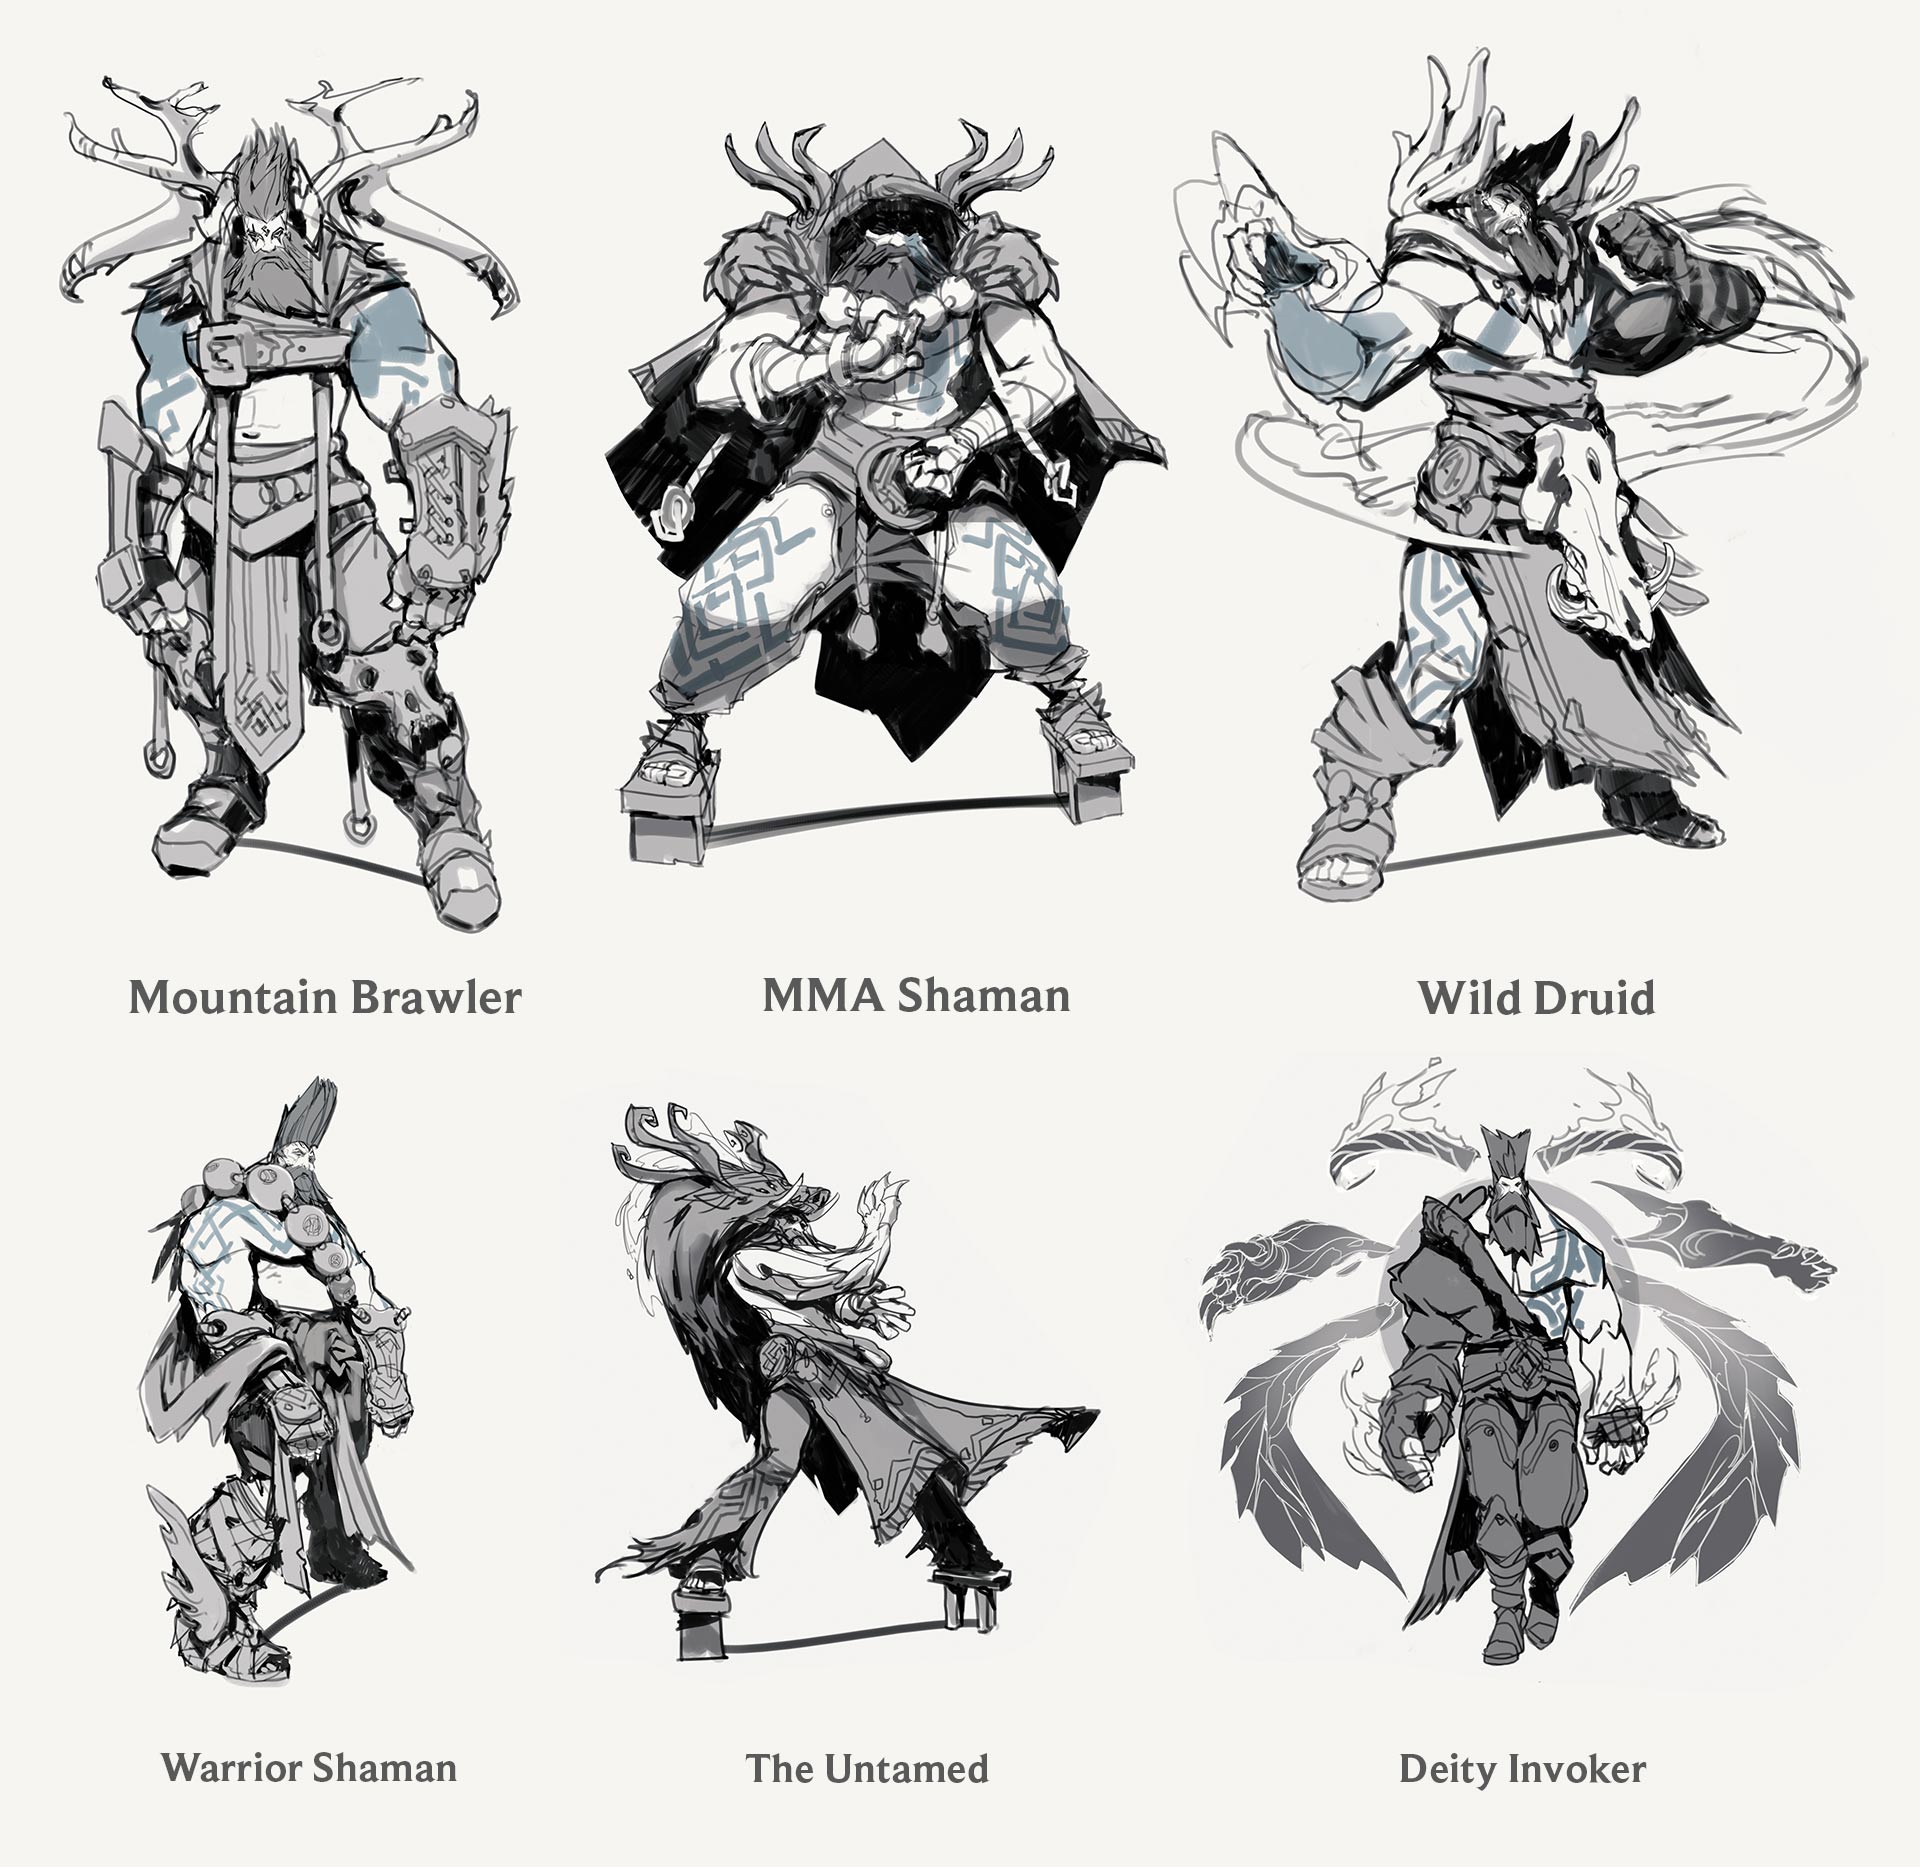 Mountain Brawler
MMA Shaman
Wild Druid
Warrior Shaman
The Untamed
Deity Invoker